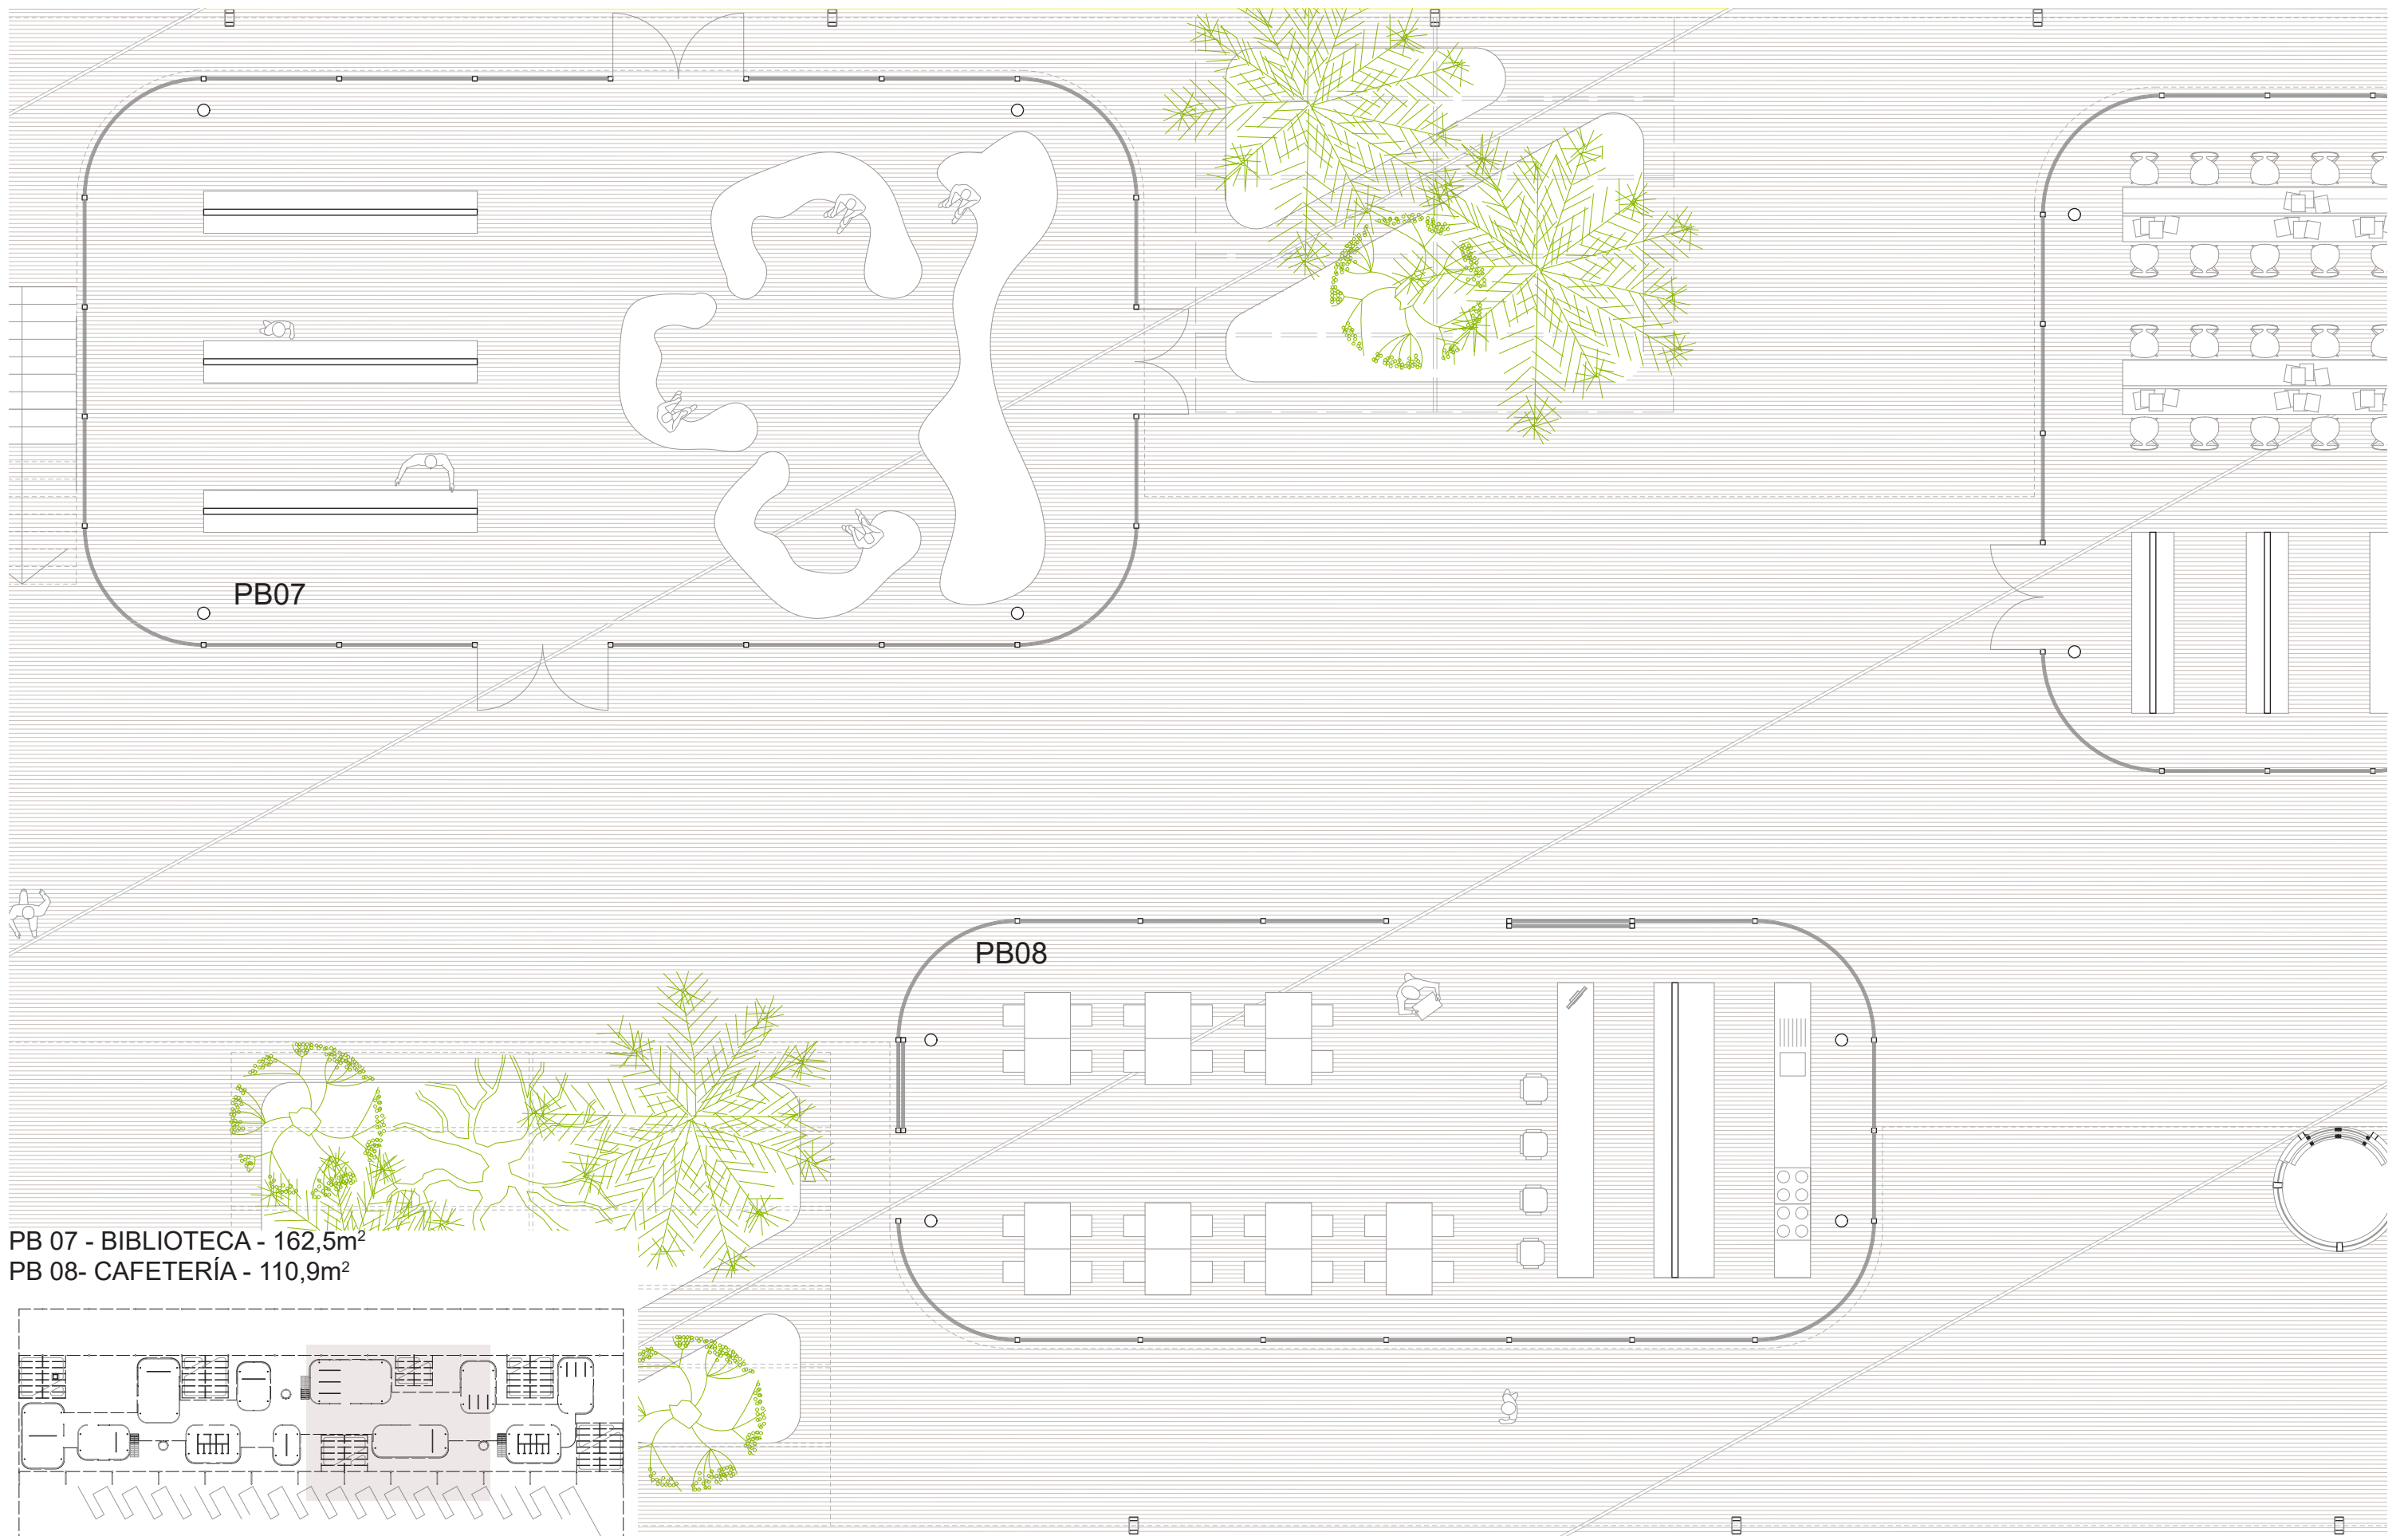 PB07
PB08
PB 07 - BIBLIOTECA - 162,5m²
PB 08- CAFETERÍA - 110,9m²